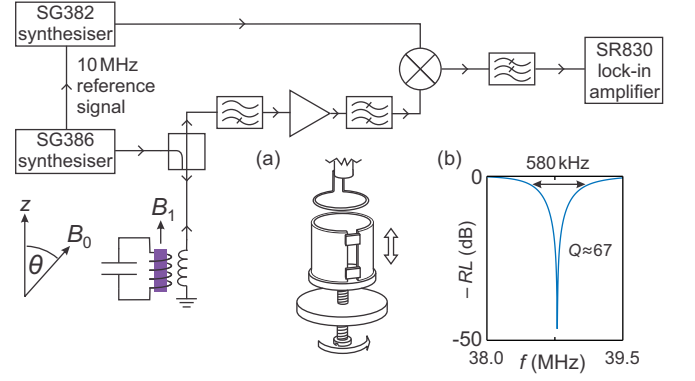 SG382
synthesiser
10 MHz
reference
signal
SG386
synthesiser
SR830
lock-in
amplifier
(a)
(b)
z
B0
θ
B1
580 kHz
0
– RL (dB)
Q≈67
-50
38.0
f (MHz)
39.5